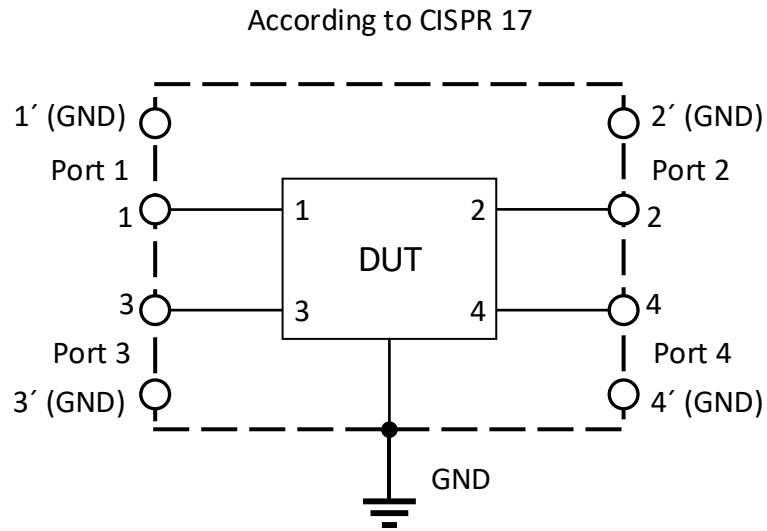 According to CISPR 17
1´ (GND)
2´ (GND)
Port 1
Port 2
1
1
2
2
DUT
3
3
4
4
Port 3
Port 4
3´ (GND)
4´ (GND)
GND